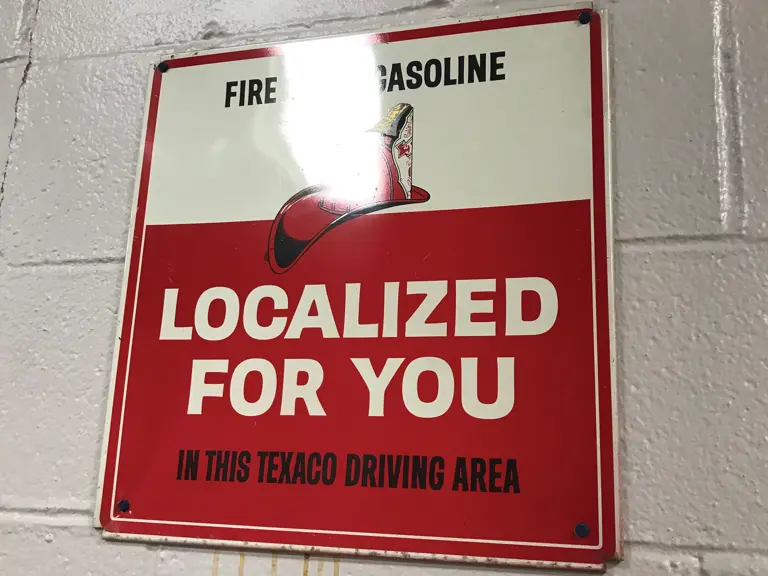 FIRE GASOLINE
LOCALIZED
FOR YOU
IN THIS TEXACO DRIVING AREA